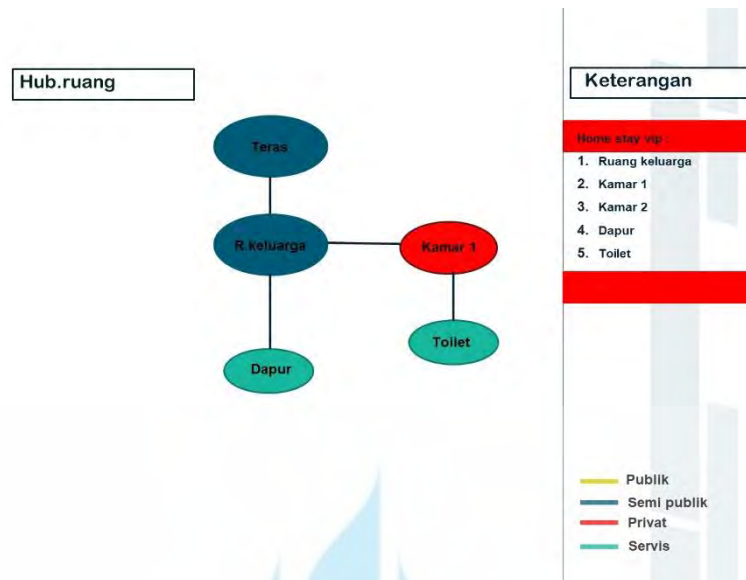 Hub.ruang
Teras
R.keluarga
Kamar 1
Toilet
Dapur
Keterangan
Home stay vip :
1. Ruang keluarga
2. Kamar 1
3. Kamar 2
4. Dapur
5. Toilet
Publik
Semi publik
Privat
Servis